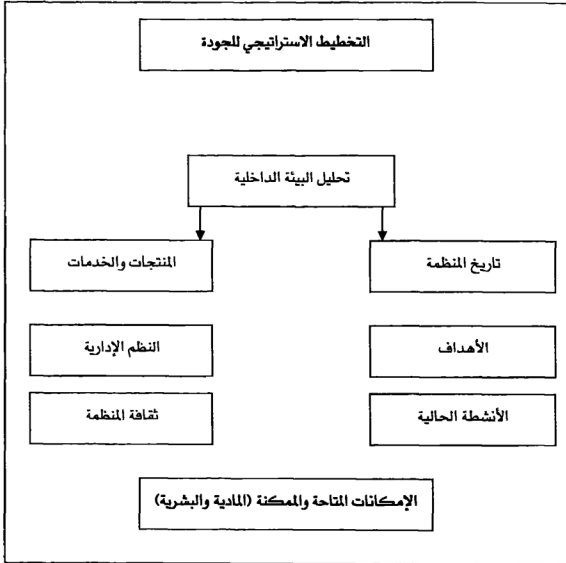 التخطيط الاستراتيجي للجودة
تحليل البيئة الداخلية
تاريخ المنظمة
المنتجات والخدمات
الأهداف
النظم الإدارية
الأنشطة الحالية
ثقافة المنظمة
الإمكانات المتاحة والممكنة (المادية والبشرية)